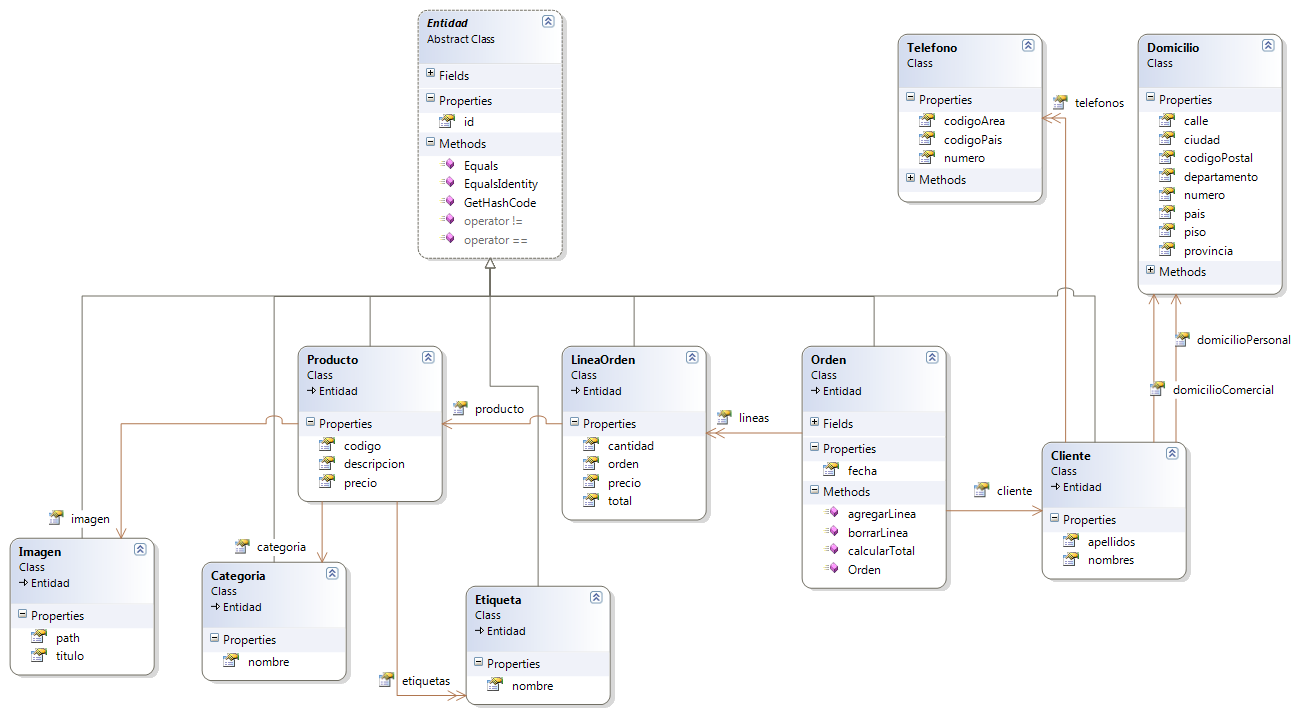 Entidad
Abstract Class
Fields
Properties
id
Methods
Equals
EqualsIdentity
GetHashCode
operator !=
operator ==
Telefono
Class
Properties
codigoArea
codigoPais
numero
Methods
telefonos
Domicilio
Class
Properties
calle
ciudad
codigoPostal
departamento
numero
pais
piso
provincia
Methods
domicilioPersonal
domicilioComercial
Producto
Class
Entidad
Properties
codigo
descripcion
precio
producto
LineaOrden
Class
Entidad
Properties
cantidad
orden
precio
total
lineas
Orden
Class
Entidad
Fields
Properties
fecha
Methods
agregarLinea
borrarLinea
calcularTotal
Orden
cliente
Cliente
Class
Entidad
Properties
apellidos
nombres
imagen
Imagen
Class
Entidad
Properties
path
titulo
categoria
Categoria
Class
Entidad
Properties
nombre
etiquetas
Etiqueta
Class
Entidad
Properties
nombre